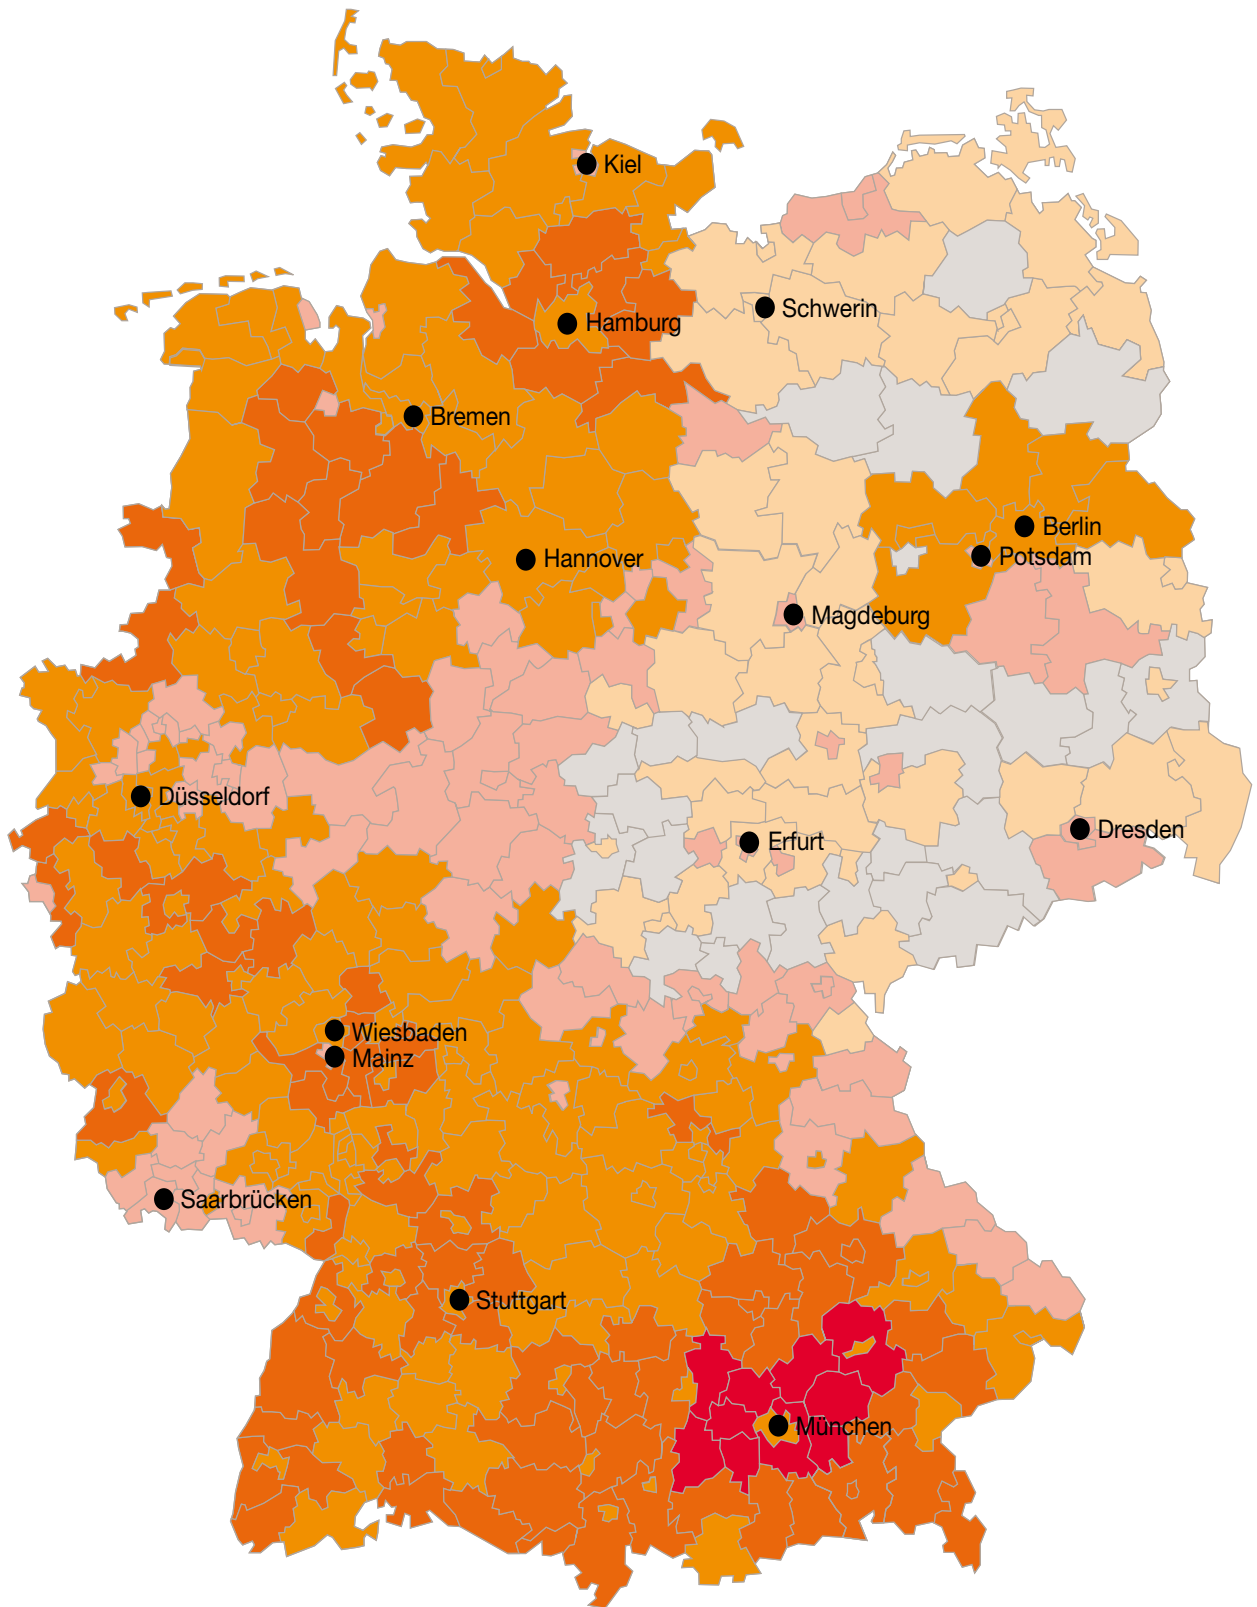 Kiel
Schwerin
Hamburg
Bremen
Berlin
Potsdam
Hannover
Magdeburg
Düsseldorf
Dresden
Erfurt
Wiesbaden
Mainz
Saarbrücken
Stuttgart
München